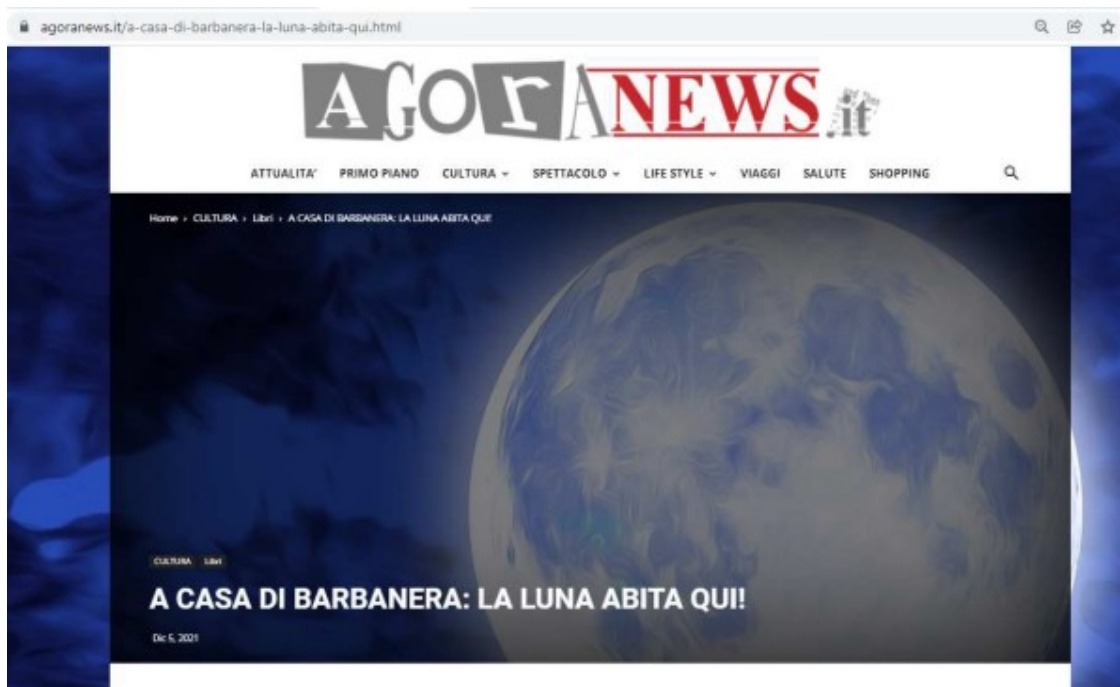 agoranews.it/a-casa-di-barbanera-la-luna-abita-qui.html
AGORANEWS.it
ATTUALITA' PRIMO PIANO CULTURA SPETTACOLO LIFE STYLE VIAGGI SALUTE SHOPPING
Home › CULTURA › Libri › A CASA DI BARBANERA: LA LUNA ABITA QUI!
CULTURA Libri
A CASA DI BARBANERA: LA LUNA ABITA QUI!
Dic 5, 2021